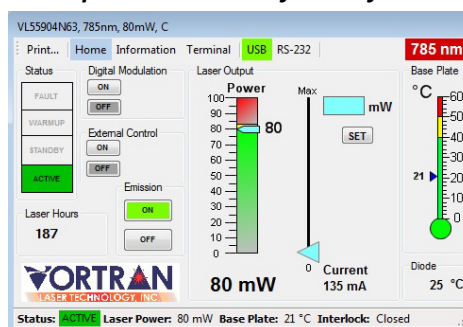 VL55904N63, 785nm, 80mW, C
Print... Home Information Terminal USB RS-232 785 nm
Status Digital Modulation Laser Output Base Plate
FAULT
WARMUP
STANDBY
ACTIVE
ON
OFF
External Control
ON
OFF
Emission
ON
OFF
Laser Hours
187
Power
100
90
80
70
60
50
40
30
20
10
0
80
80 mW
Max
0
mW
SET
Current
135 mA
°C
60
50
40
30
20
10
0
21
Diode
25 °C
VORTRAN
LASER TECHNOLOGY, INC.
Status: ACTIVE Laser Power: 80 mW Base Plate: 21 °C Interlock: Closed